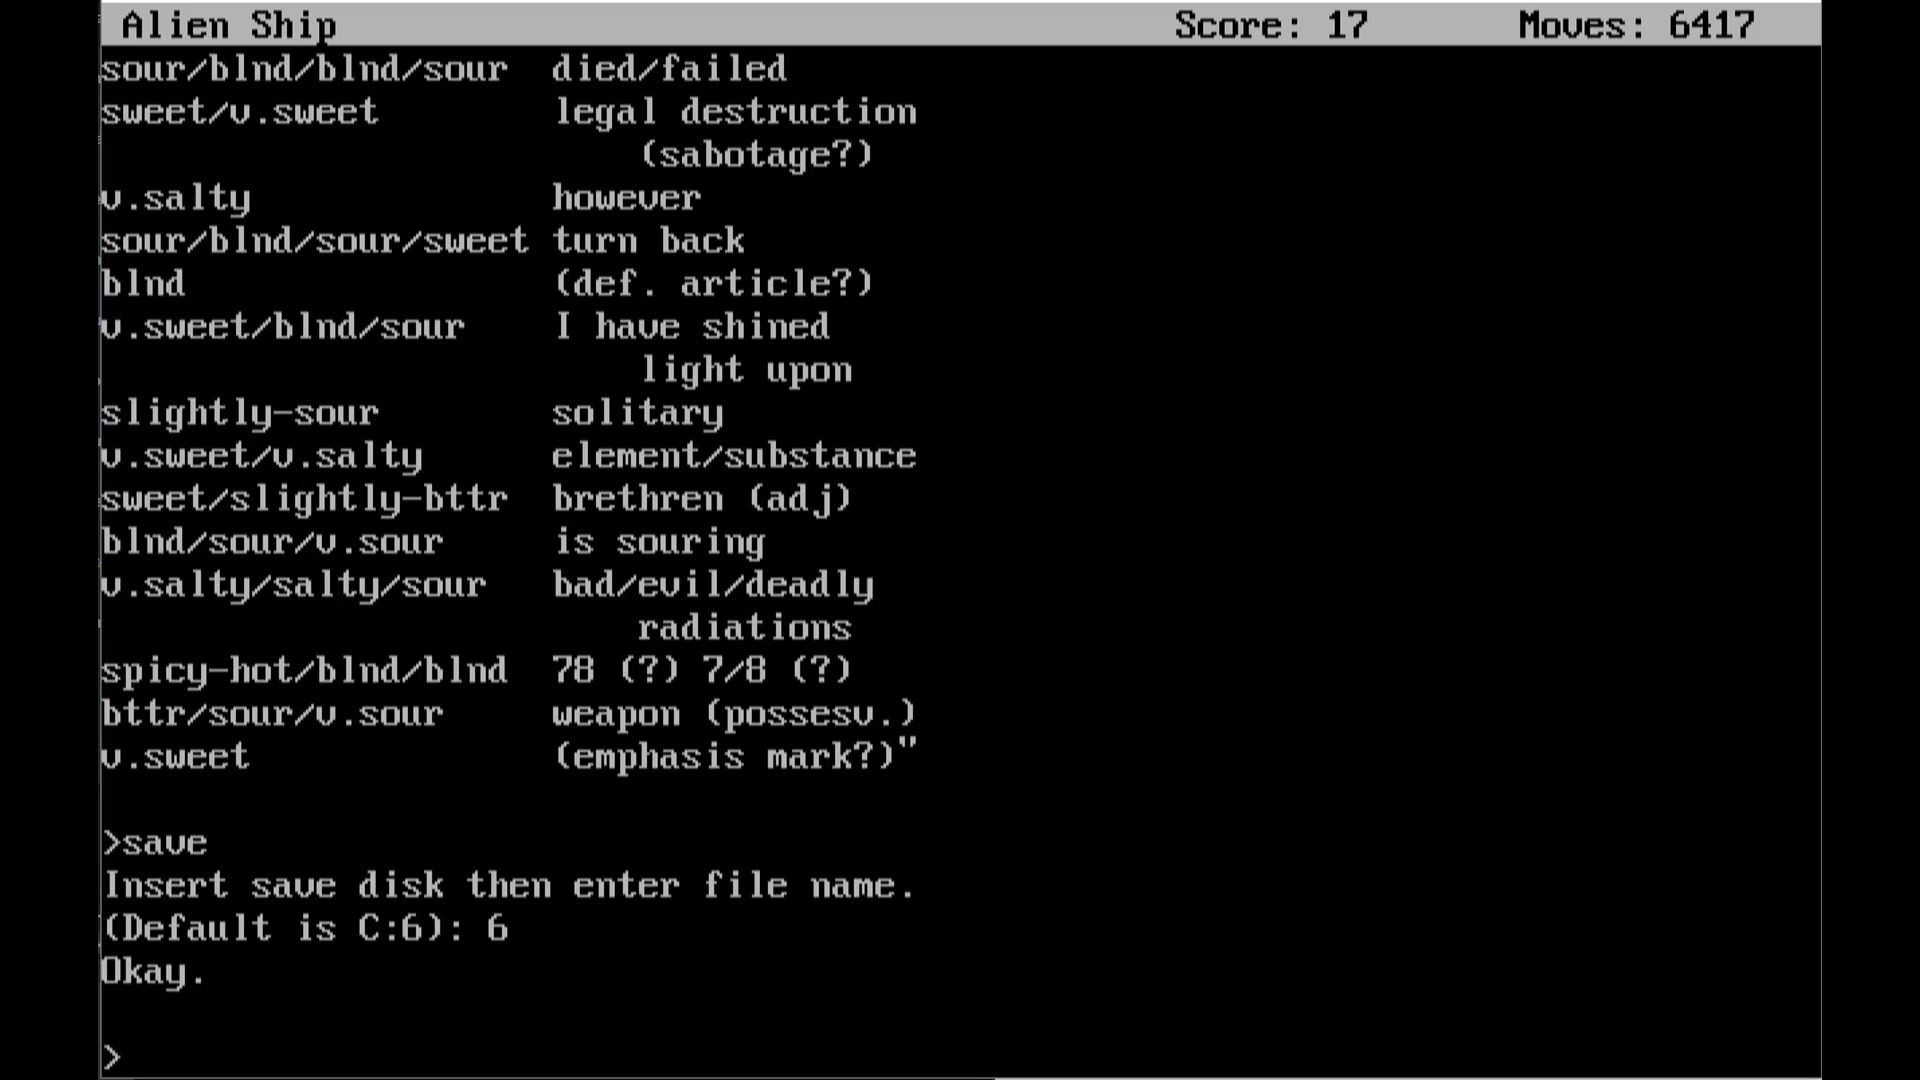 Alien Ship Score: 17 Moves: 6417
sour/blnd/blnd/sour died/failed
sweet/v.sweet legal destruction
(sabotage?)
v.salty however
sour/blnd/sour/sweet turn back
blnd (def. article?)
v.sweet/blnd/sour I have shined
light upon
slightly-sour solitary
v.sweet/v.salty element/substance
sweet/slightly-bttr brethren (adj)
blnd/sour/v.sour is souring
v.salty/salty/sour bad/evil/deadly
radiations
spicy-hot/blnd/blnd 78 (?) 7/8 (?)
bttr/sour/v.sour weapon (possesv.)
v.sweet (emphasis mark?)"
>save
Insert save disk then enter file name.
(Default is C:6): 6
Okay.
>